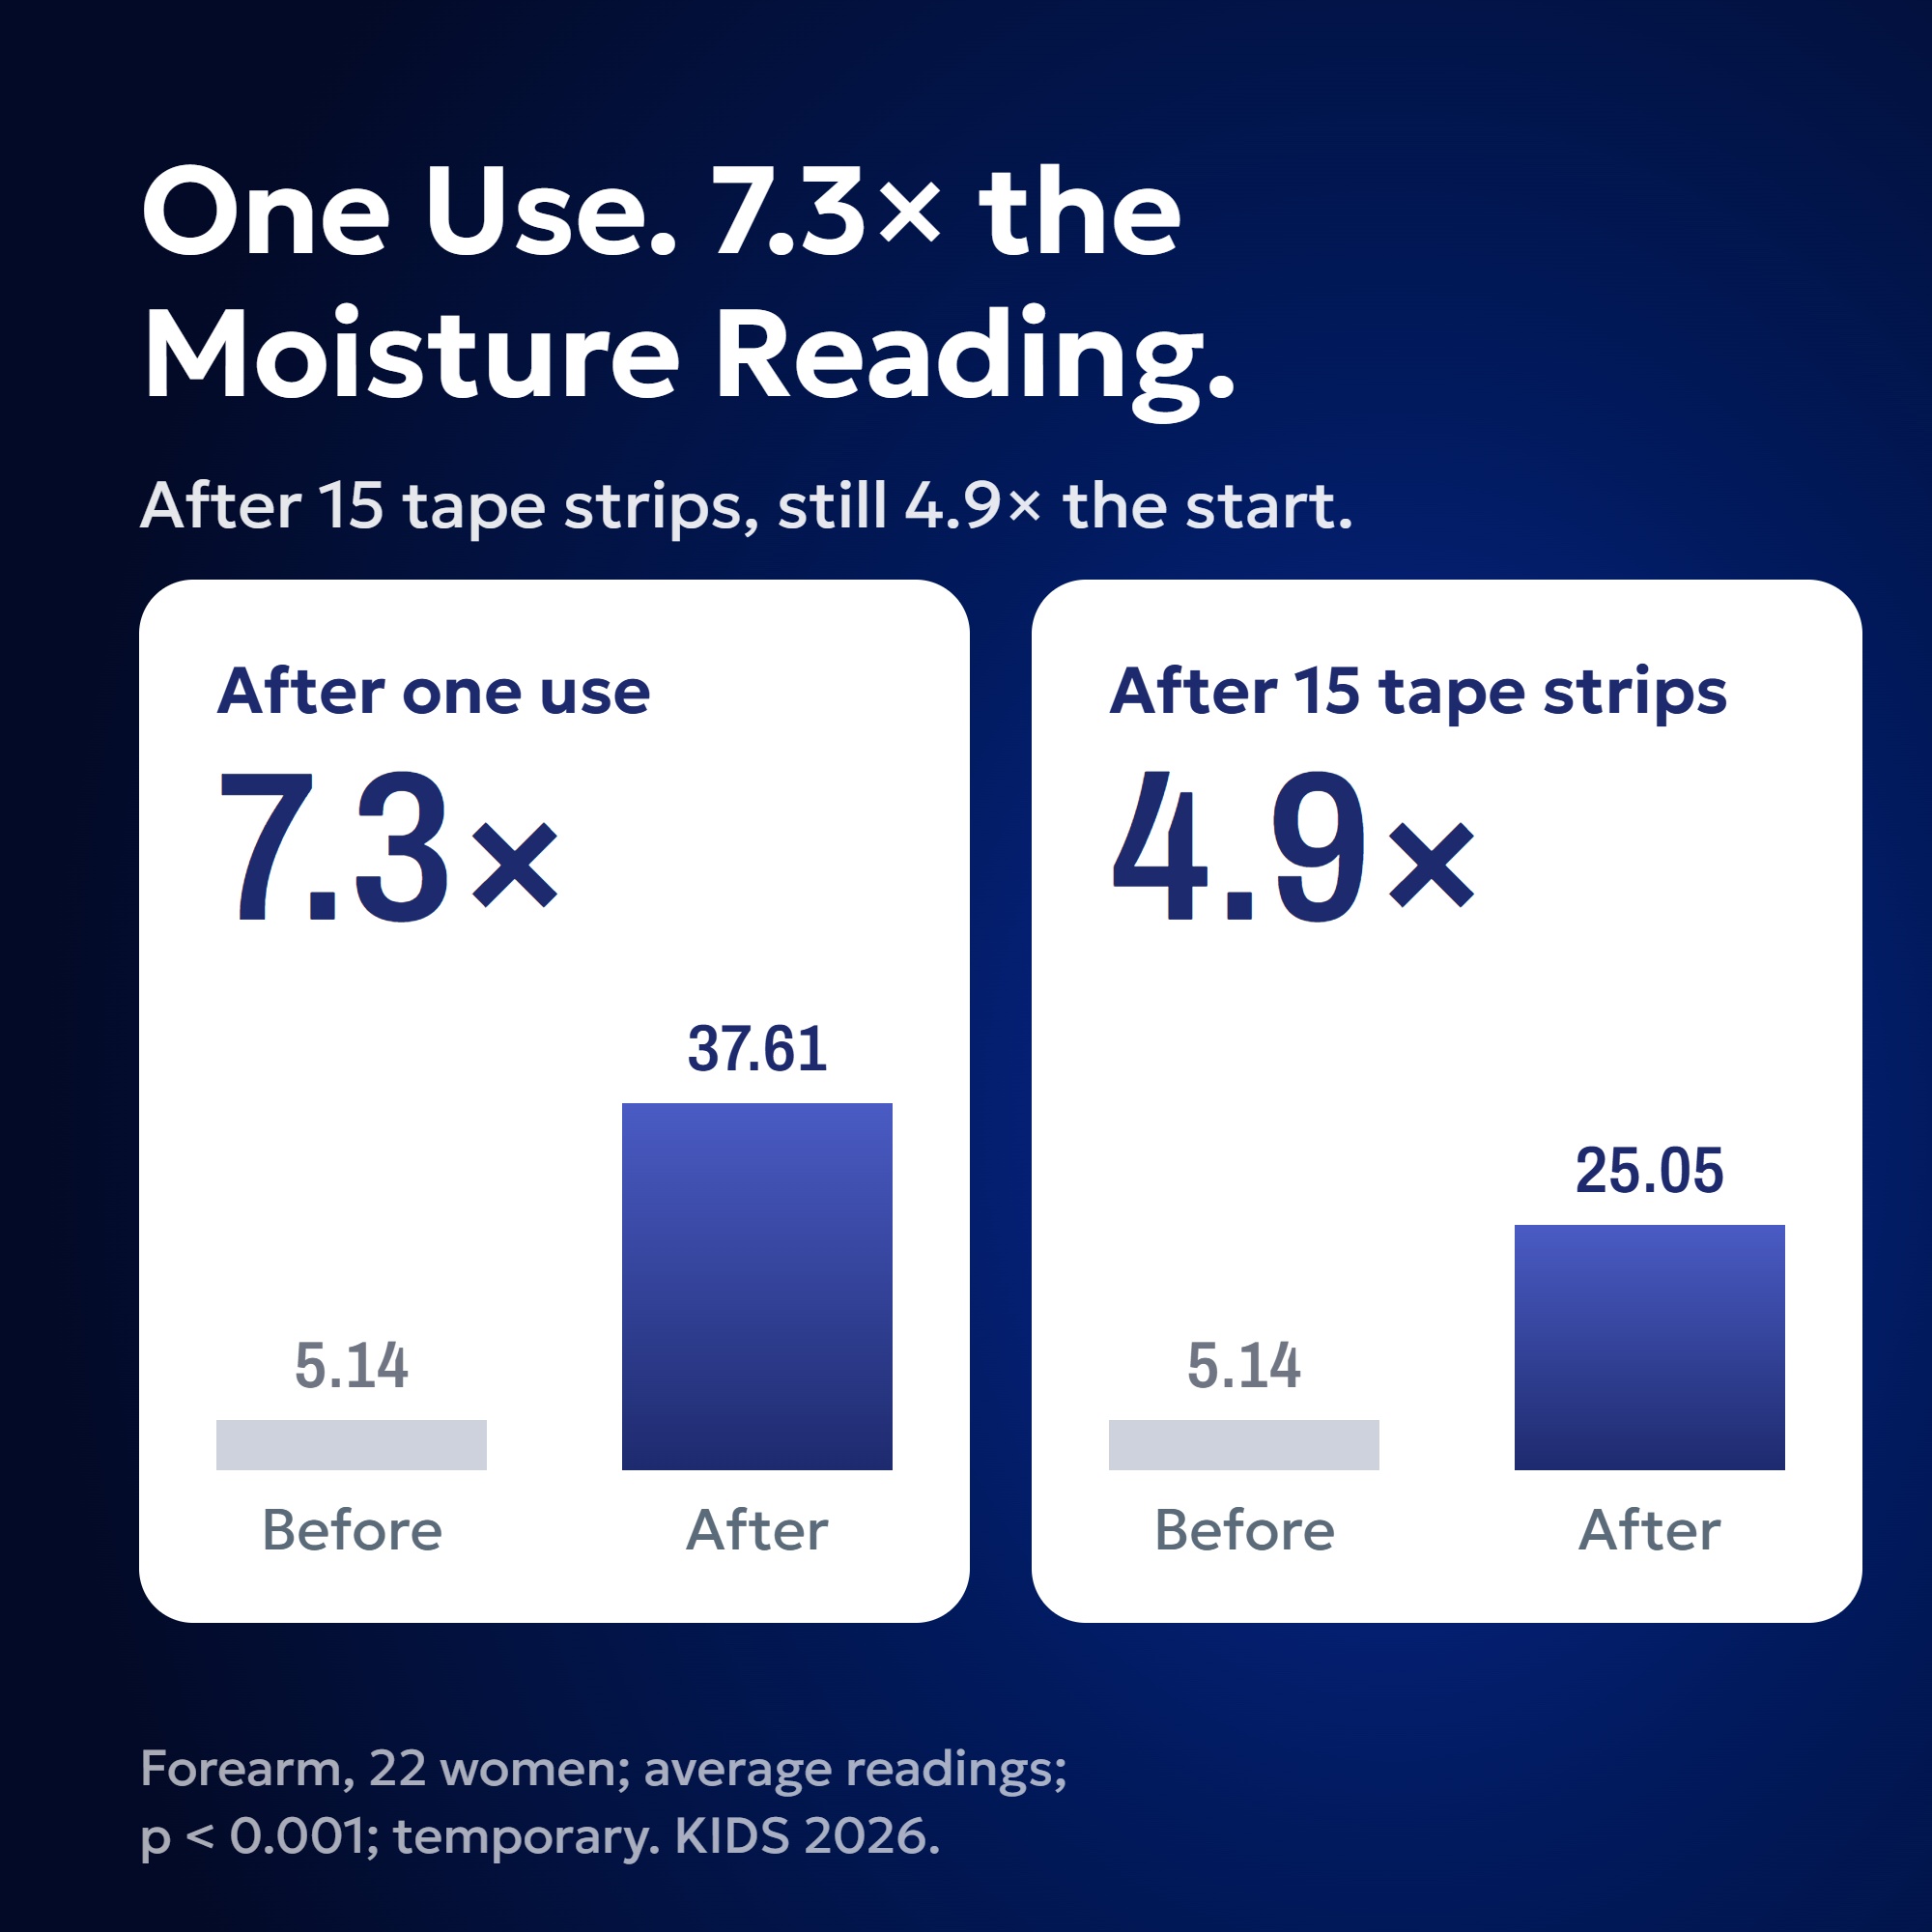 One Use. 7.3× the
Moisture Reading.
After 15 tape strips, still 4.9× the start.
After one use
7.3×
37.61
5.14
Before
After
After 15 tape strips
4.9×
25.05
5.14
Before
After
Forearm, 22 women; average readings;
p < 0.001; temporary. KIDS 2026.